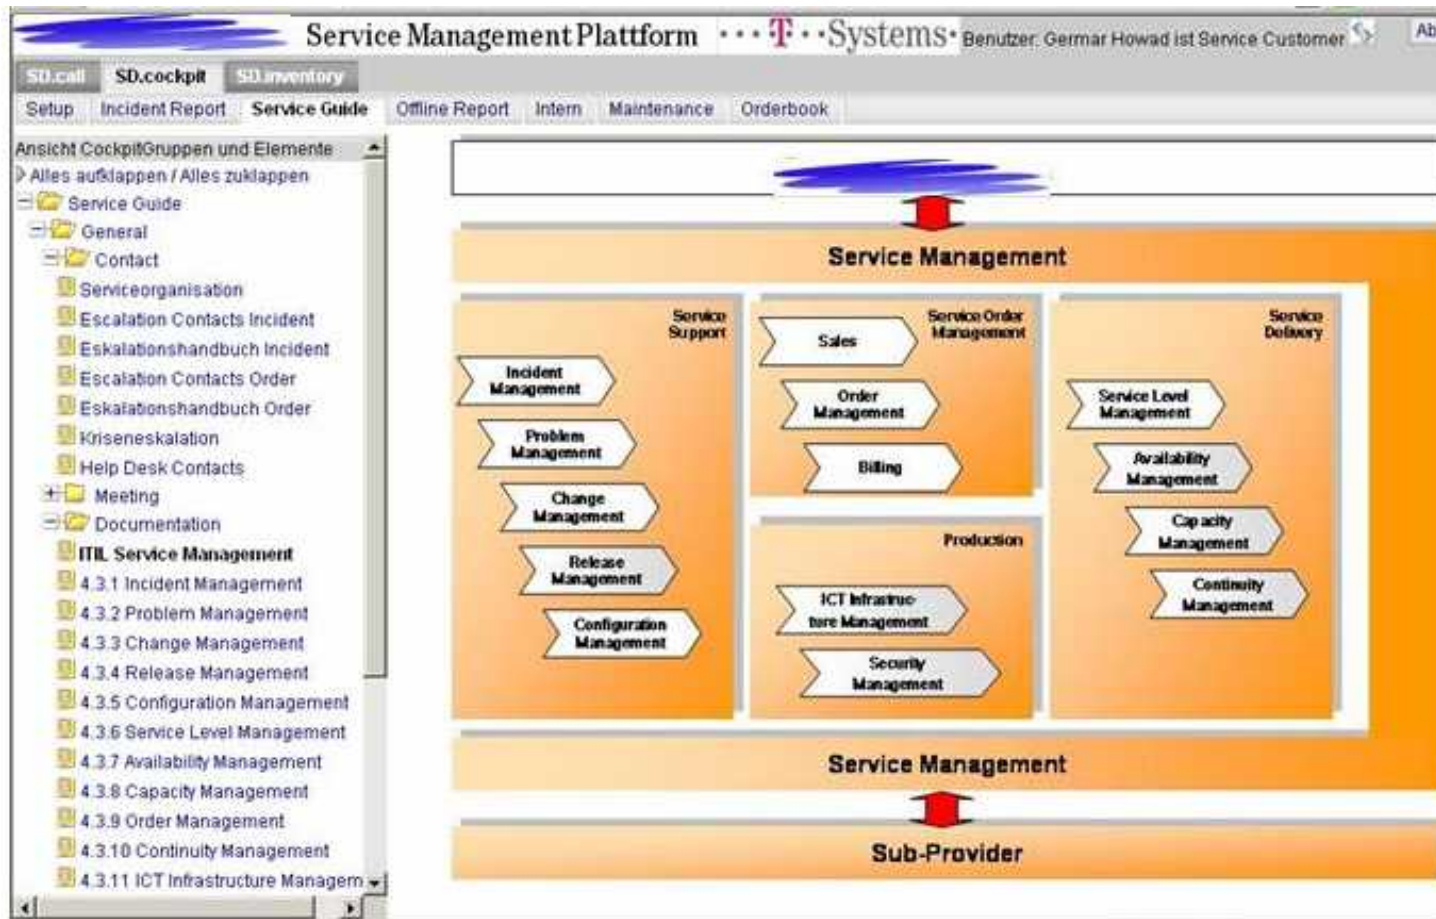 Service Management Plattform ···T···Systems· Benutzer: Germar Howad ist Service Customer Ab
SD.call SD.cockpit SD.inventory
Setup Incident Report Service Guide Offline Report Intern Maintenance Orderbook
Ansicht CockpitGruppen und Elemente
Alles aufklappen / Alles zuklappen
Service Guide
General
Contact
Serviceorganisation
Escalation Contacts Incident
Eskalationshandbuch Incident
Escalation Contacts Order
Eskalationshandbuch Order
Kriseneskalation
Help Desk Contacts
Meeting
Documentation
ITIL Service Management
4.3.1 Incident Management
4.3.2 Problem Management
4.3.3 Change Management
4.3.4 Release Management
4.3.5 Configuration Management
4.3.6 Service Level Management
4.3.7 Availability Management
4.3.8 Capacity Management
4.3.9 Order Management
4.3.10 Continuity Management
4.3.11 ICT Infrastructure Managem
Service Management
Service
Support
Incident
Management
Problem
Management
Change
Management
Release
Management
Configuration
Management
Service Order
Management
Sales
Order
Management
Billing
Production
ICT Infrastruc-
ture Management
Security
Management
Service
Delivery
Service Level
Management
Availability
Management
Capacity
Management
Continuity
Management
Service Management
Sub-Provider